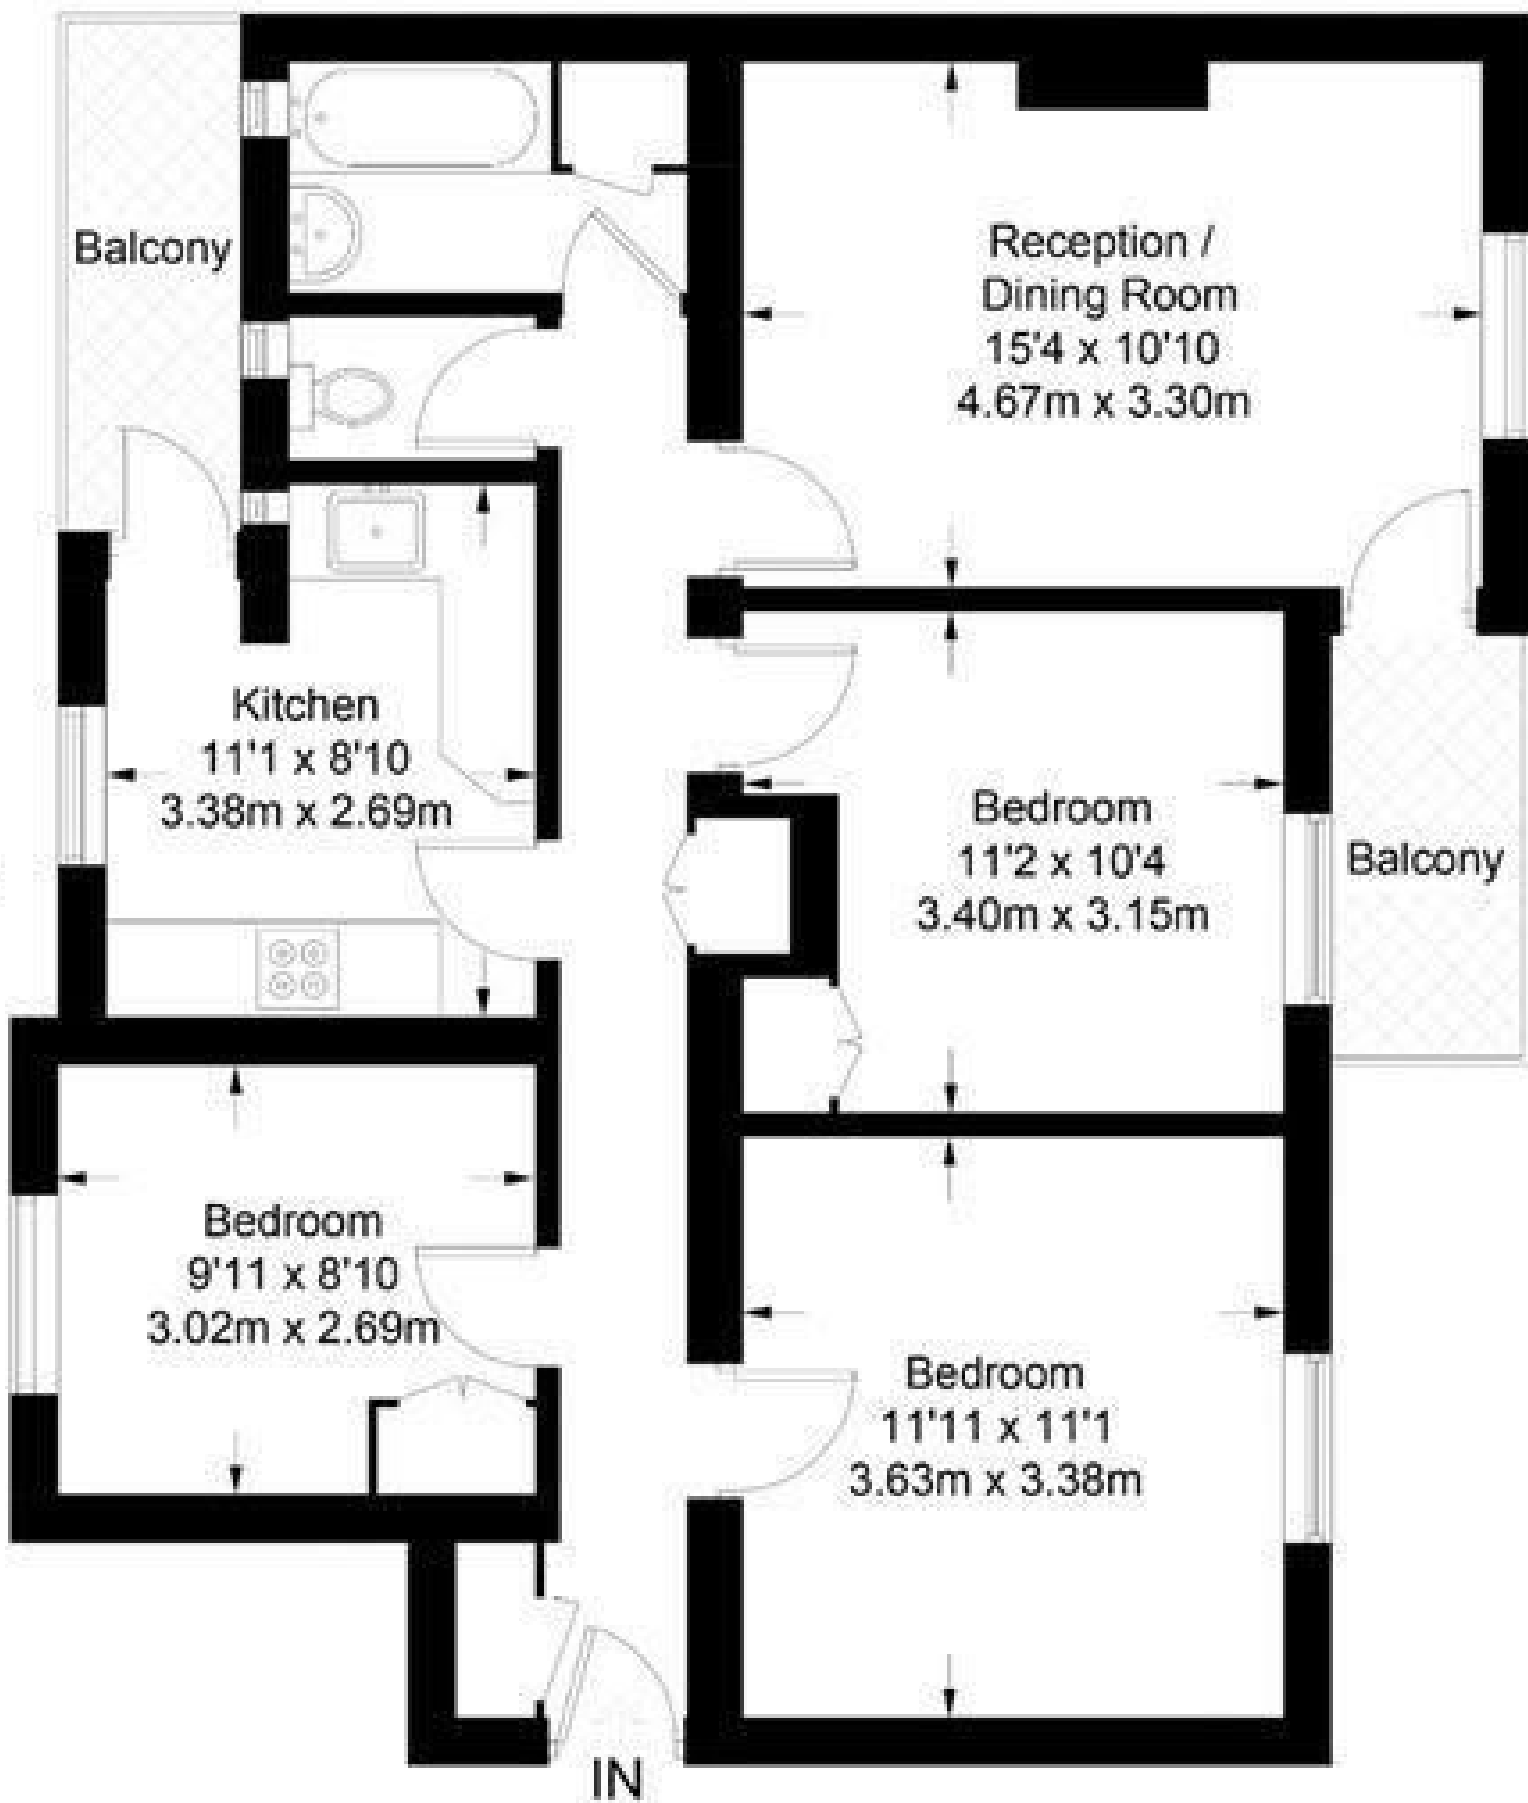 Balcony
Reception /
Dining Room
15'4 x 10'10
4.67m x 3.30m
Kitchen
11'1 x 8'10
3.38m x 2.69m
Bedroom
11'2 x 10'4
3.40m x 3.15m
Balcony
Bedroom
9'11 x 8'10
3.02m x 2.69m
Bedroom
11'11 x 11'1
3.63m x 3.38m
IN